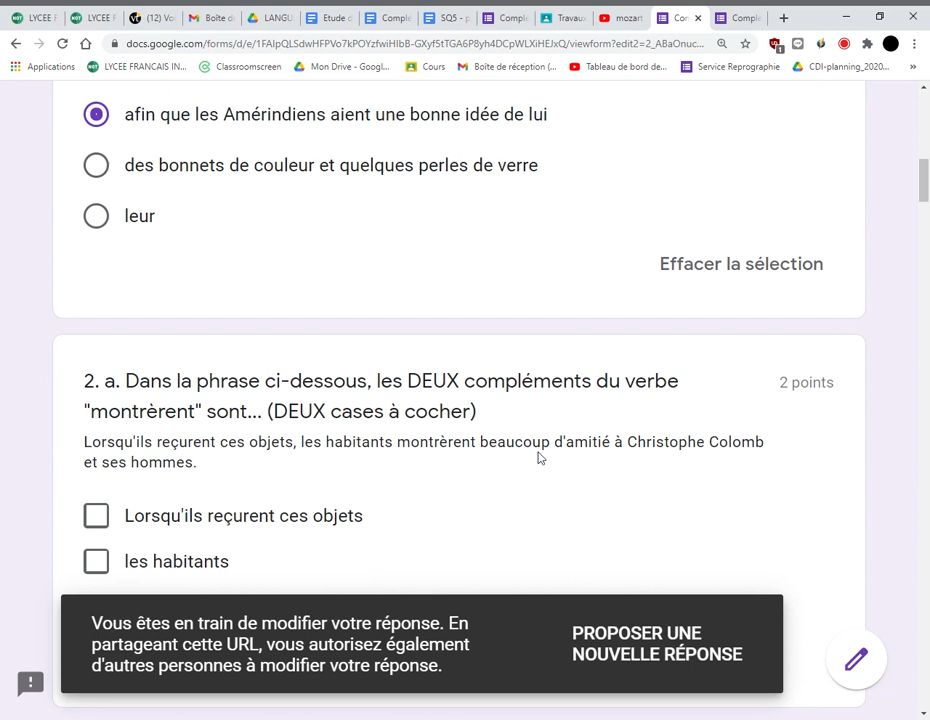 LYCEE F
LYCEE F
(12) Vo
Boîte d
LANGU
Etude d
Complé
SQ5 - p
Comple
Travau
mozart
Con
Comple
docs.google.com/forms/d/e/1FAIpQLSdwHFPVo7kPOYzfwiHIbB-GXyf5tTGA6P8yh4DCpWLXiHEJxQ/viewform?edit2=2_ABaOnuc...
Applications
LYCEE FRANCAIS IN...
Classroomscreen
Mon Drive - Googl...
Cours
Boîte de réception (...
Tableau de bord de...
Service Reprographie
CDI-planning_2020...
»
afin que les Amérindiens aient une bonne idée de lui
des bonnets de couleur et quelques perles de verre
leur
Effacer la sélection
2. a. Dans la phrase ci-dessous, les DEUX compléments du verbe
"montrèrent" sont... (DEUX cases à cocher)
2 points
Lorsqu'ils reçurent ces objets, les habitants montrèrent beaucoup d'amitié à Christophe Colomb
et ses hommes.
Lorsqu'ils reçurent ces objets
les habitants
Vous êtes en train de modifier votre réponse. En
partageant cette URL, vous autorisez également
d'autres personnes à modifier votre réponse.
PROPOSER UNE
NOUVELLE RÉPONSE